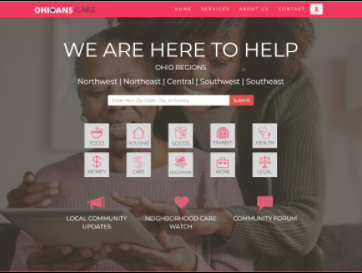 OHIOANS CARE
HOME SERVICES ABOUT US CONTACT
WE ARE HERE TO HELP
OHIO REGIONS
Northwest | Northeast | Central | Southwest | Southeast
Enter Your Zip Code, City, or County Submit
FOOD HOUSING GOODS TRANSIT HEALTH
MONEY CARE EDUCATION WORK LEGAL
LOCAL COMMUNITY UPDATES
NEIGHBORHOOD CARE WATCH
COMMUNITY FORUM